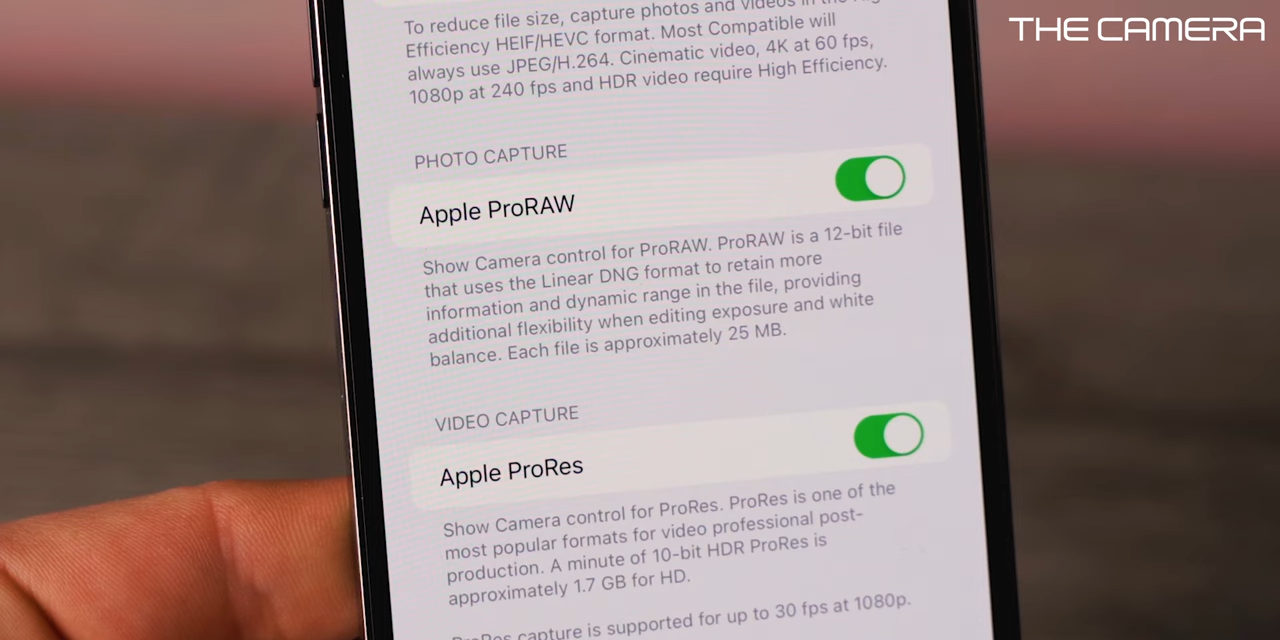 THE CAMERA
To reduce file size, capture photos and videos in the High
Efficiency HEIF/HEVC format. Most Compatible will
always use JPEG/H.264. Cinematic video, 4K at 60 fps,
1080p at 240 fps and HDR video require High Efficiency.
PHOTO CAPTURE
Apple ProRAW
Show Camera control for ProRAW. ProRAW is a 12-bit file
that uses the Linear DNG format to retain more
information and dynamic range in the file, providing
additional flexibility when editing exposure and white
balance. Each file is approximately 25 MB.
VIDEO CAPTURE
Apple ProRes
Show Camera control for ProRes. ProRes is one of the
most popular formats for video professional post-
production. A minute of 10-bit HDR ProRes is
approximately 1.7 GB for HD.
ProRes capture is supported for up to 30 fps at 1080p.